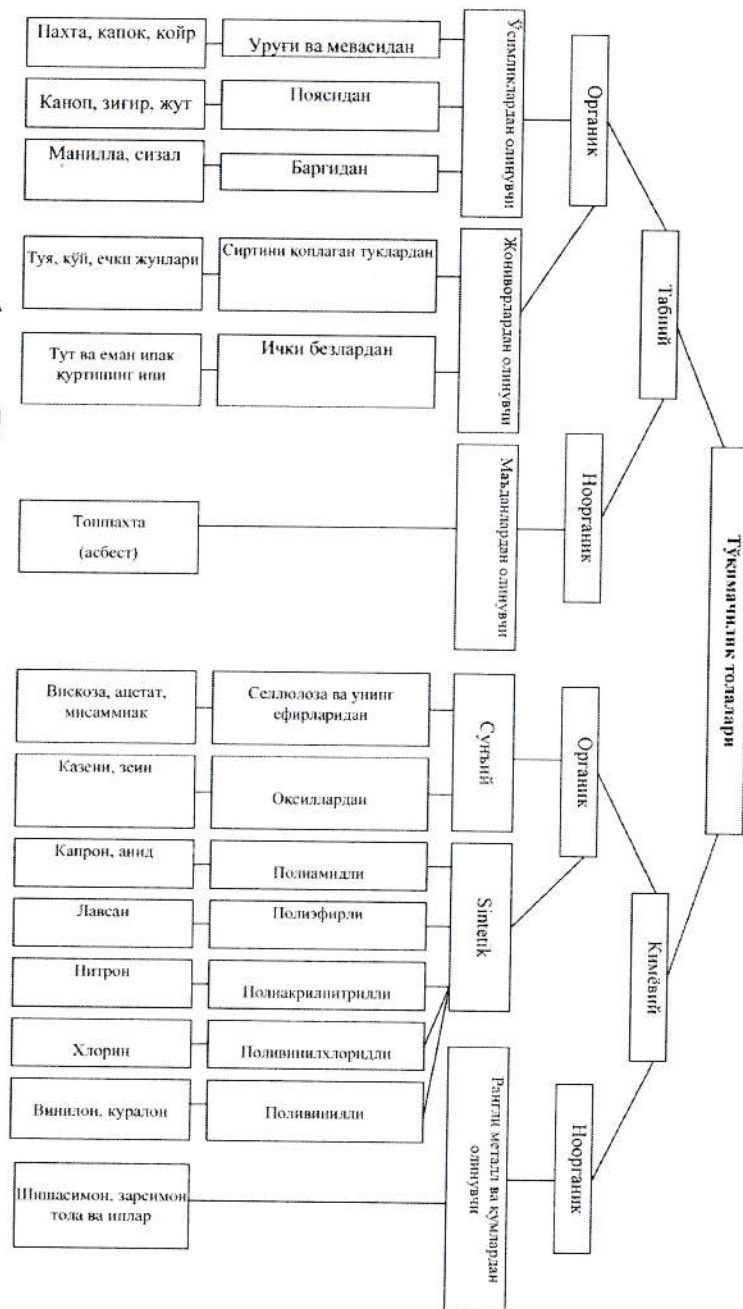 Тўқимачилик толалари
Табиий
Кимёвий
Органик
Ноорганик
Органик
Ноорганик
Ўсимликлардан олинувчи
Жониворлардан олинувчи
Маъданлардан олинувчи
Сунъий
Sintetik
Рангли металл ва қумлардан
олинувчи
Уруғи ва мевасидан
Пахта, капок, койр
Поясидан
Каноп, зиғир, жут
Баргидан
Манилла, сизал
Сиртини қоплаган туклардан
Туя, қўй, ечки жунлари
Ички безлардан
Тут ва еман ипак
қуртининг ипи
Тошпахта
(асбест)
Селлюлоза ва унинг
ефирларидан
Вискоза, ацетат,
мисаммиак
Оқсиллардан
Казеин, зеин
Полиамидли
Капрон, анид
Полиэфирли
Лавсан
Полиакрилнитрилли
Нитрон
Поливинилхлоридли
Хлорин
Поливинилли
Винилон, куралон
Шишасимон, зарсимон
тола ва иплар